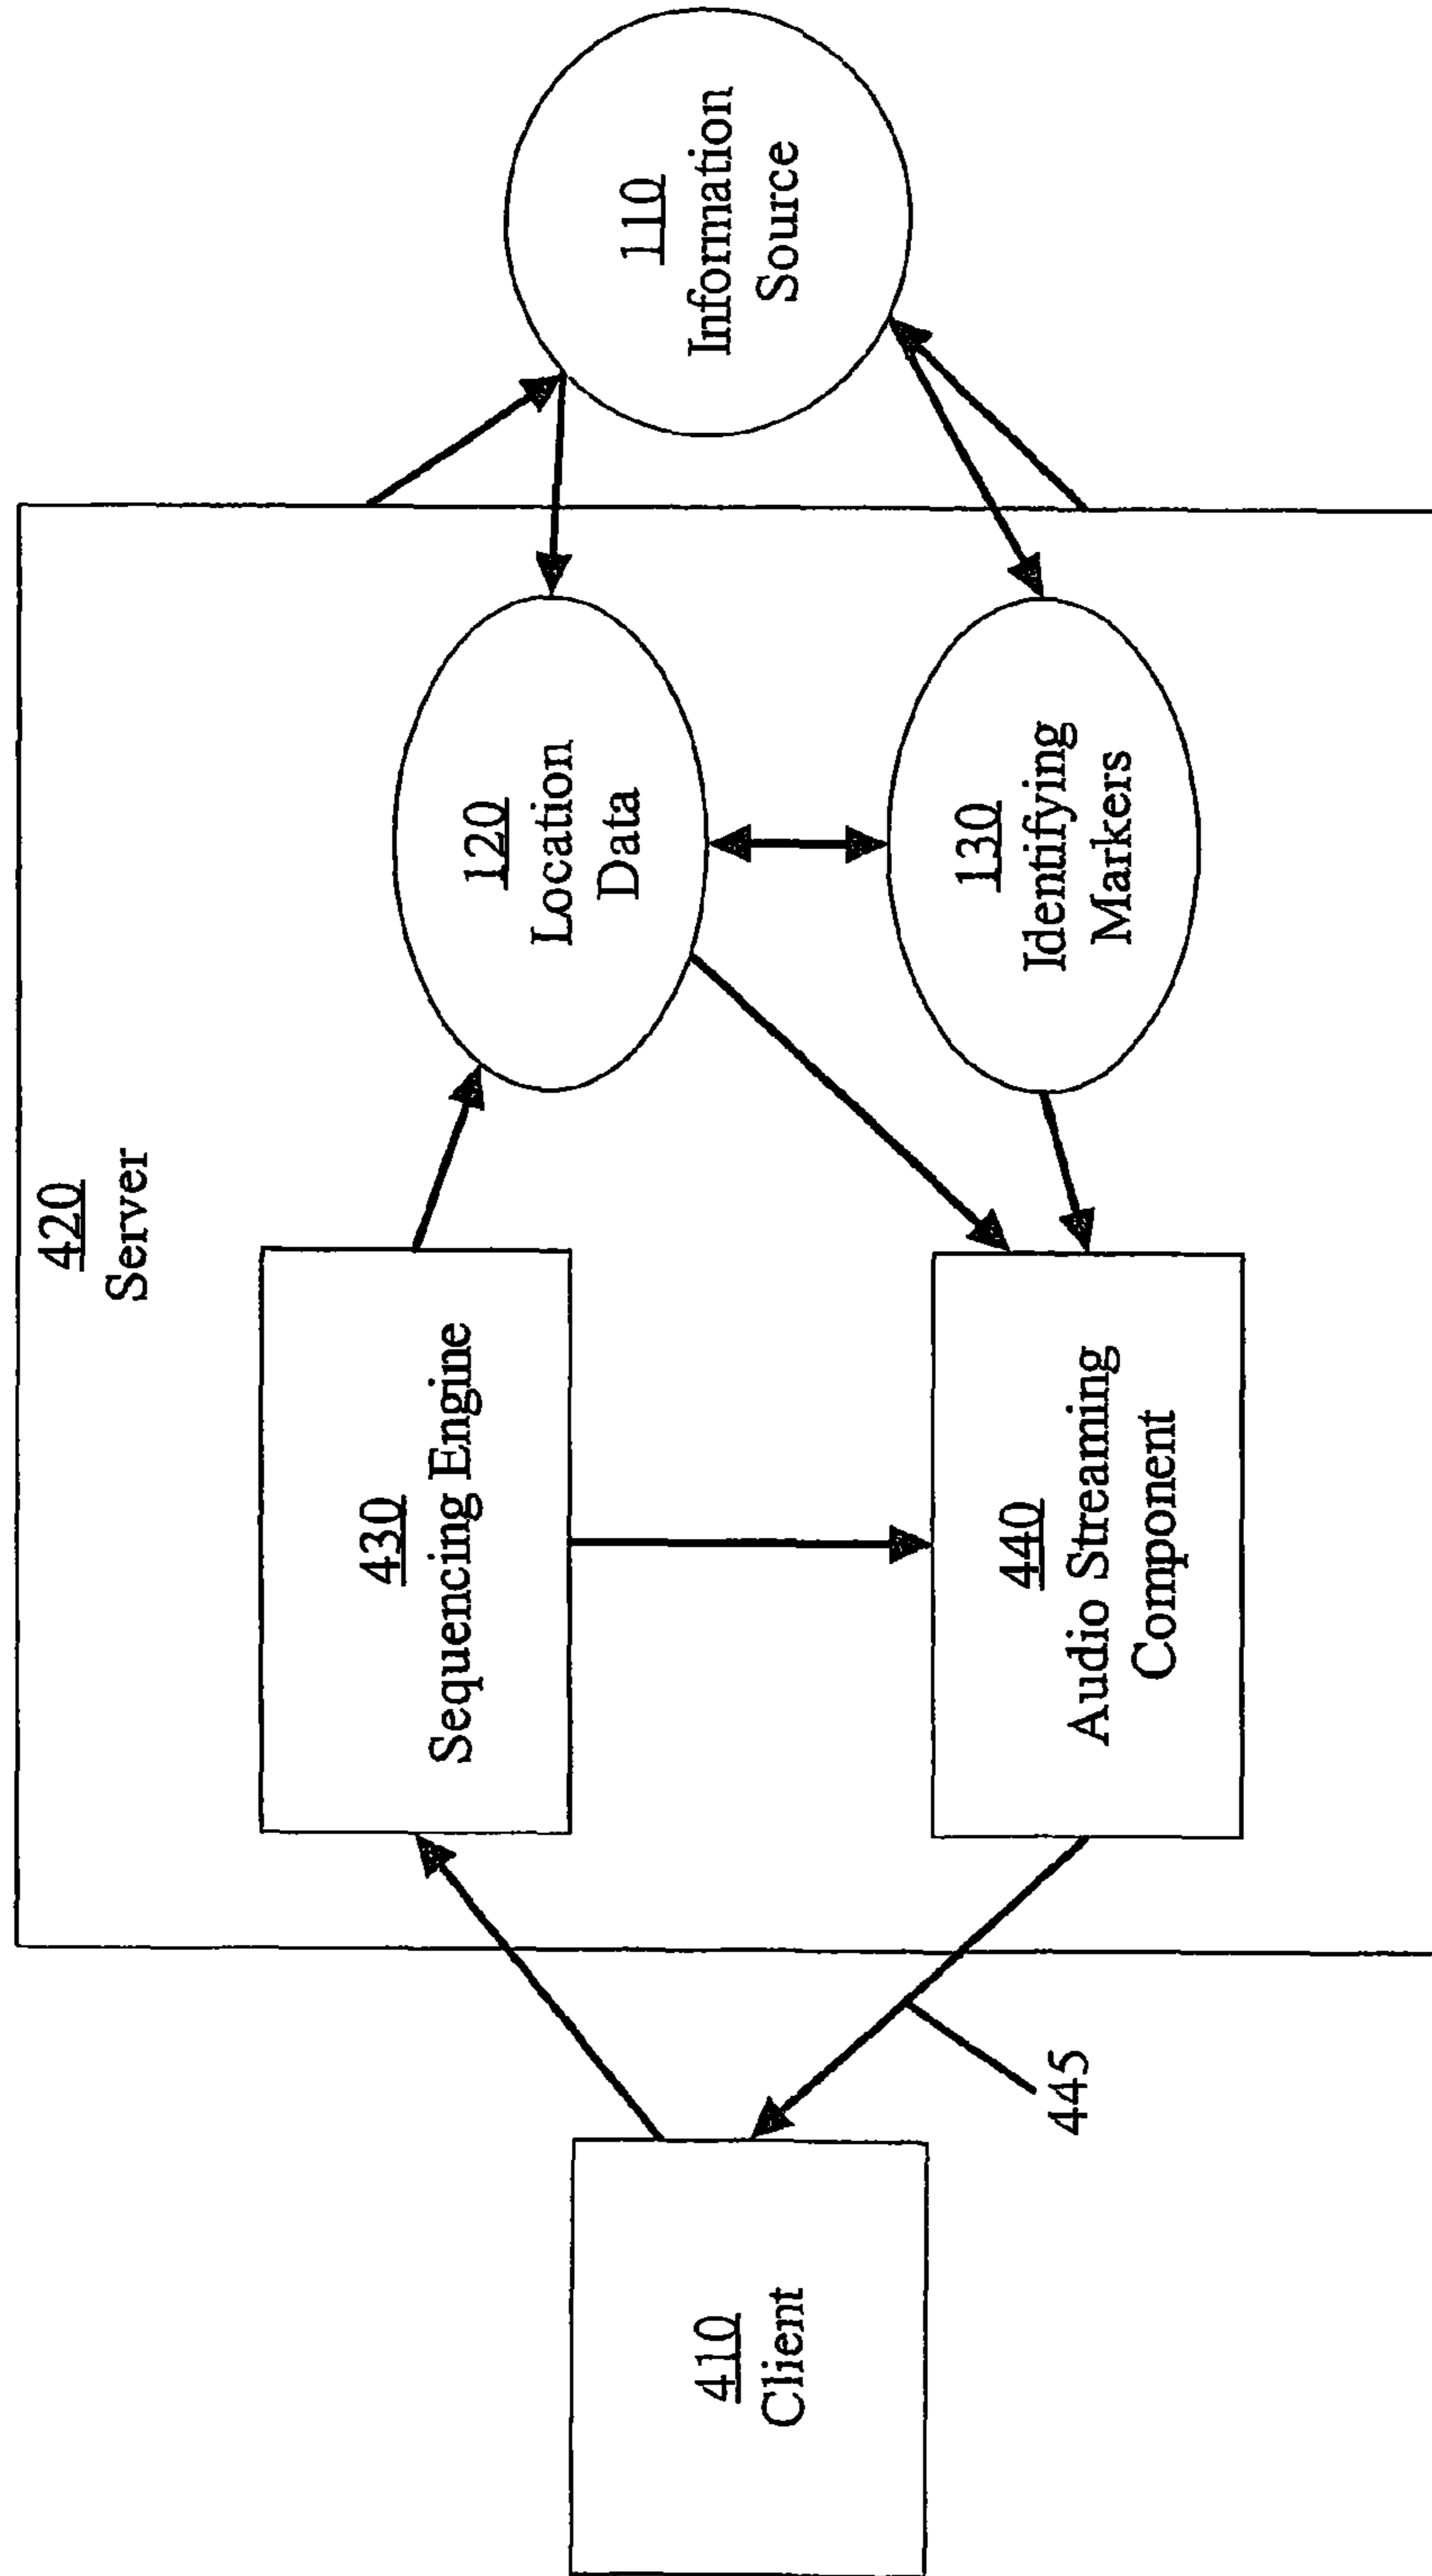 420
Server
430
Sequencing Engine
120
Location
Data
110
Information
Source
410
Client
440
Audio Streaming
Component
130
Identifying
Markers
445